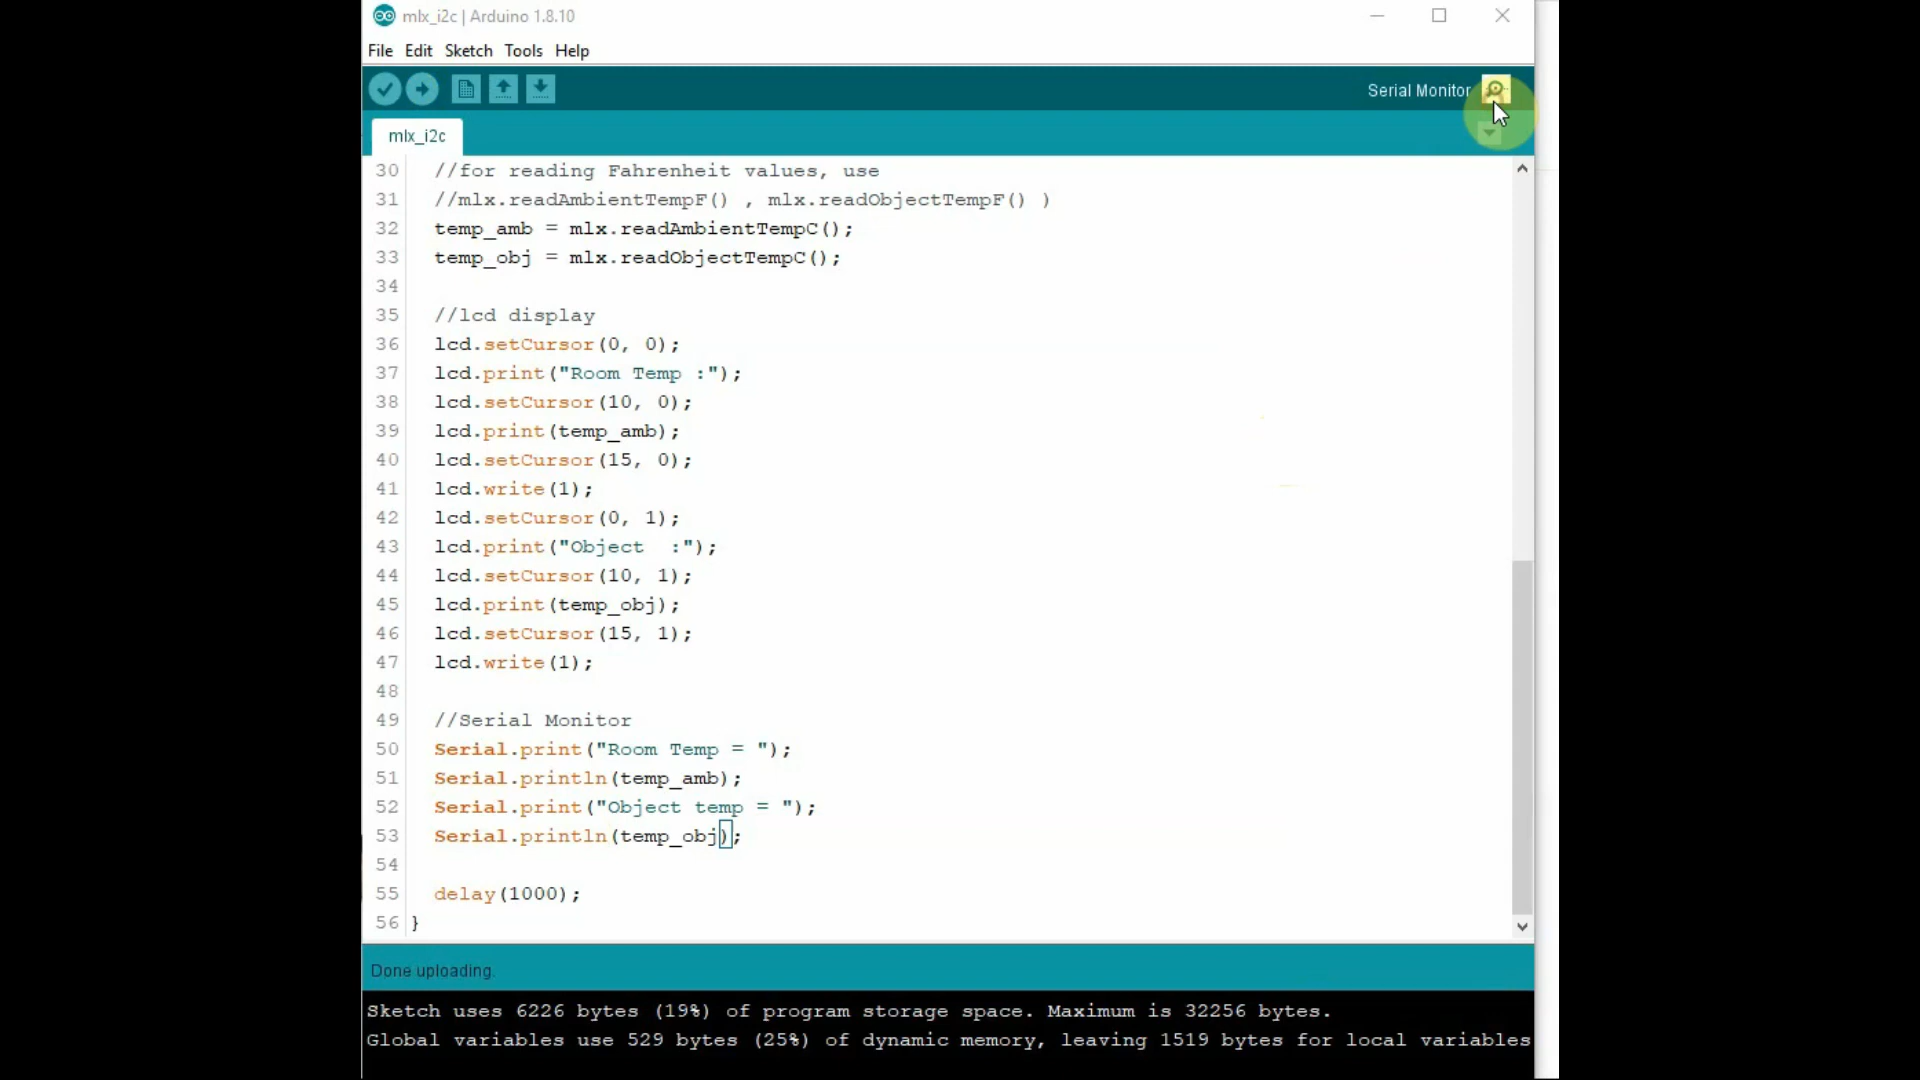 mlx_i2c | Arduino 1.8.10
File Edit Sketch Tools Help
Serial Monitor
mlx_i2c
30 //for reading Fahrenheit values, use
31 //mlx.readAmbientTempF() , mlx.readObjectTempF() )
32 temp_amb = mlx.readAmbientTempC();
33 temp_obj = mlx.readObjectTempC();
34
35 //lcd display
36 lcd.setCursor(0, 0);
37 lcd.print("Room Temp :");
38 lcd.setCursor(10, 0);
39 lcd.print(temp_amb);
40 lcd.setCursor(15, 0);
41 lcd.write(1);
42 lcd.setCursor(0, 1);
43 lcd.print("Object  :");
44 lcd.setCursor(10, 1);
45 lcd.print(temp_obj);
46 lcd.setCursor(15, 1);
47 lcd.write(1);
48
49 //Serial Monitor
50 Serial.print("Room Temp = ");
51 Serial.println(temp_amb);
52 Serial.print("Object temp = ");
53 Serial.println(temp_obj);
54
55 delay(1000);
56 }
Done uploading.
Sketch uses 6226 bytes (19%) of program storage space. Maximum is 32256 bytes.
Global variables use 529 bytes (25%) of dynamic memory, leaving 1519 bytes for local variables